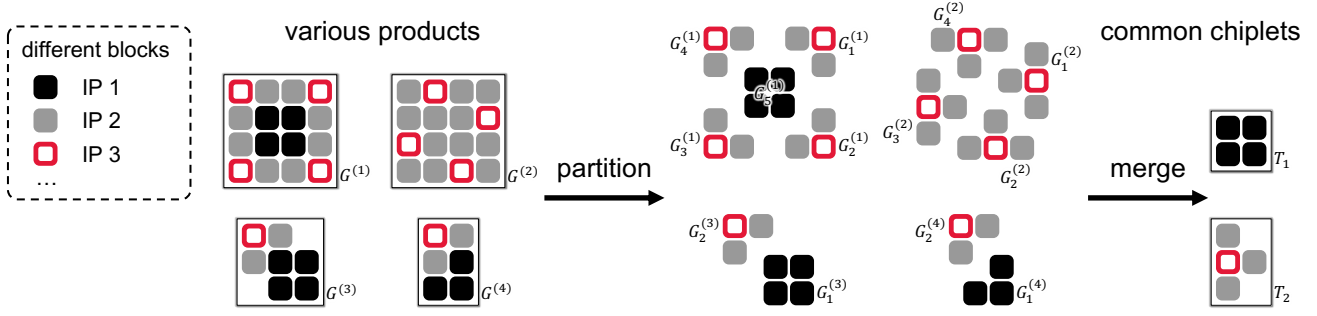 different blocks
IP 1
IP 2
IP 3
...
various products
G^(1)
G^(2)
G^(3)
G^(4)
partition
G_4^(1)
G_1^(1)
G_5^(1)
G_3^(1)
G_2^(1)
G_4^(2)
G_1^(2)
G_3^(2)
G_2^(2)
G_2^(3)
G_1^(3)
G_2^(4)
G_1^(4)
merge
common chiplets
T_1
T_2